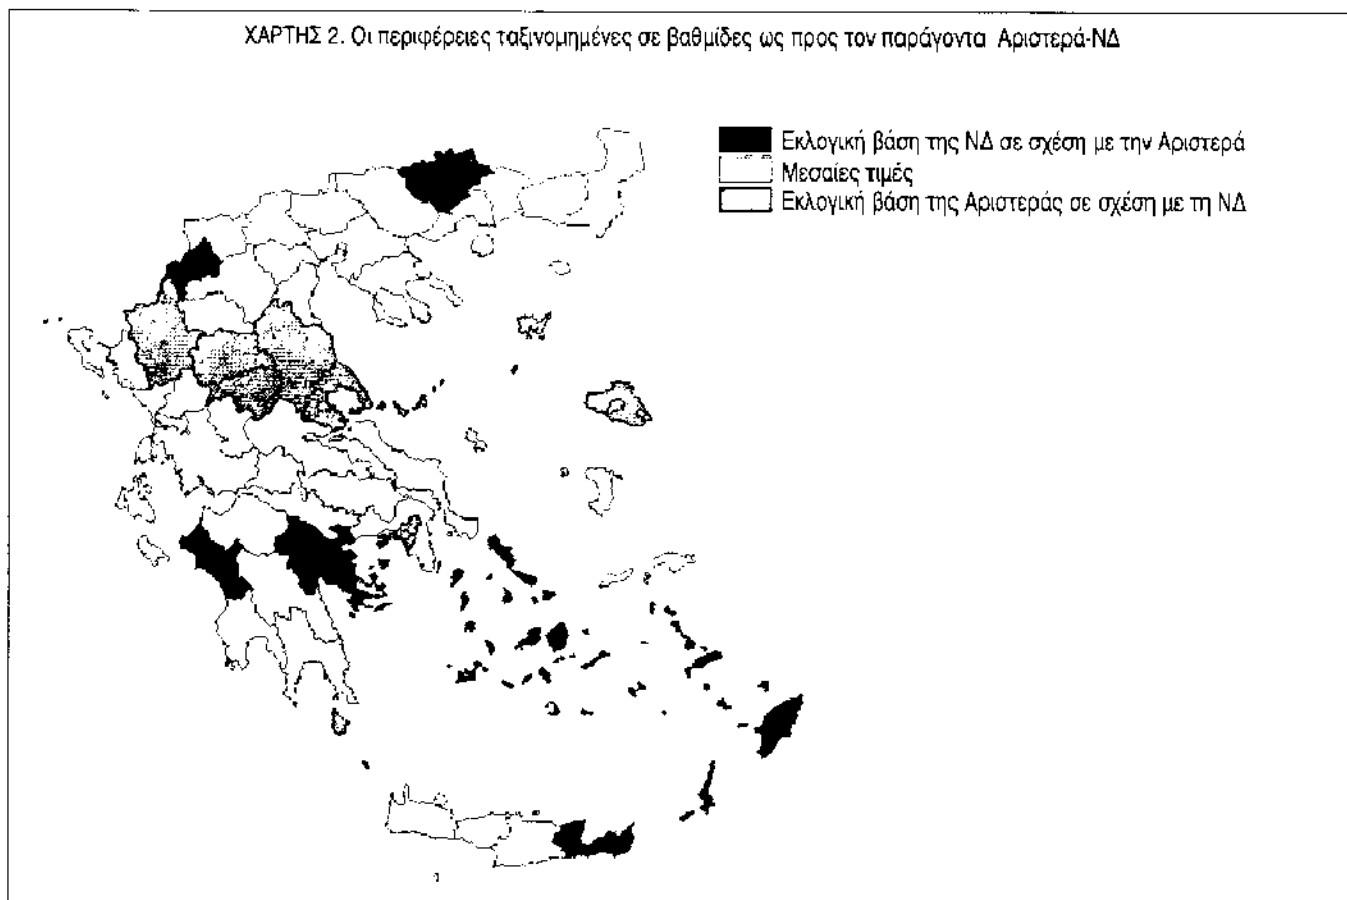 ΧΑΡΤΗΣ 2. Οι περιφέρειες ταξινομημένες σε βαθμίδες ως προς τον παράγοντα Αριστερά-ΝΔ
Εκλογική βάση της ΝΔ σε σχέση με την Αριστερά
Μεσαίες τιμές
Εκλογική βάση της Αριστεράς σε σχέση με τη ΝΔ